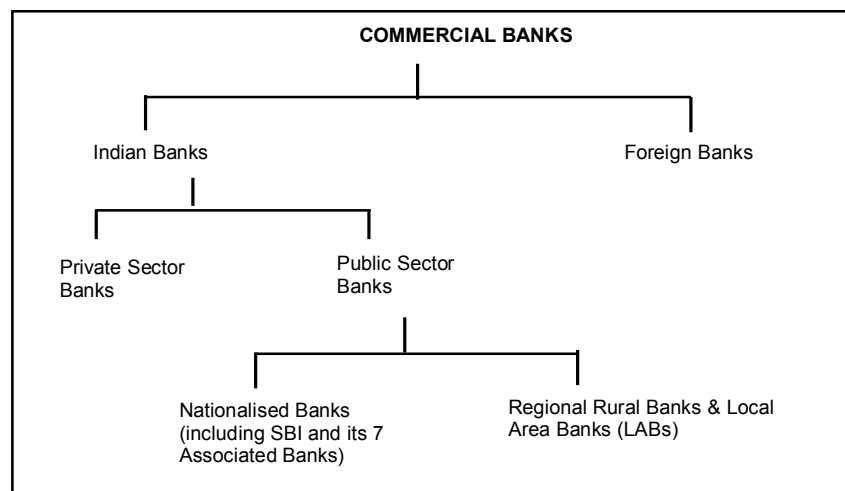 COMMERCIAL BANKS
Indian Banks
Foreign Banks
Private Sector
Banks
Public Sector
Banks
Nationalised Banks
(including SBI and its 7
Associated Banks)
Regional Rural Banks & Local
Area Banks (LABs)